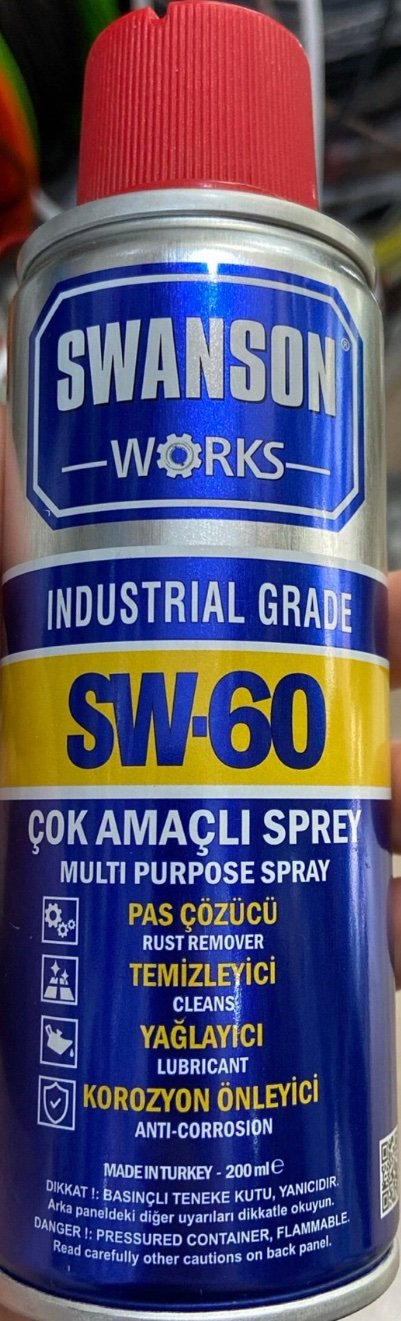 SWANSON®
WORKS
INDUSTRIAL GRADE
SW-60
ÇOK AMAÇLI SPREY
MULTI PURPOSE SPRAY
PAS ÇÖZÜCÜ
RUST REMOVER
TEMİZLEYİCİ
CLEANS
YAĞLAYICI
LUBRICANT
KOROZYON ÖNLEYİCİ
ANTI-CORROSION
MADE IN TURKEY - 200 ml ℮
DIKKAT !: BASINÇLI TENEKE KUTU, YANICIDIR.
Arka paneldeki diğer uyarıları dikkatle okuyun.
DANGER !: PRESSURED CONTAINER, FLAMMABLE.
Read carefully other cautions on back panel.